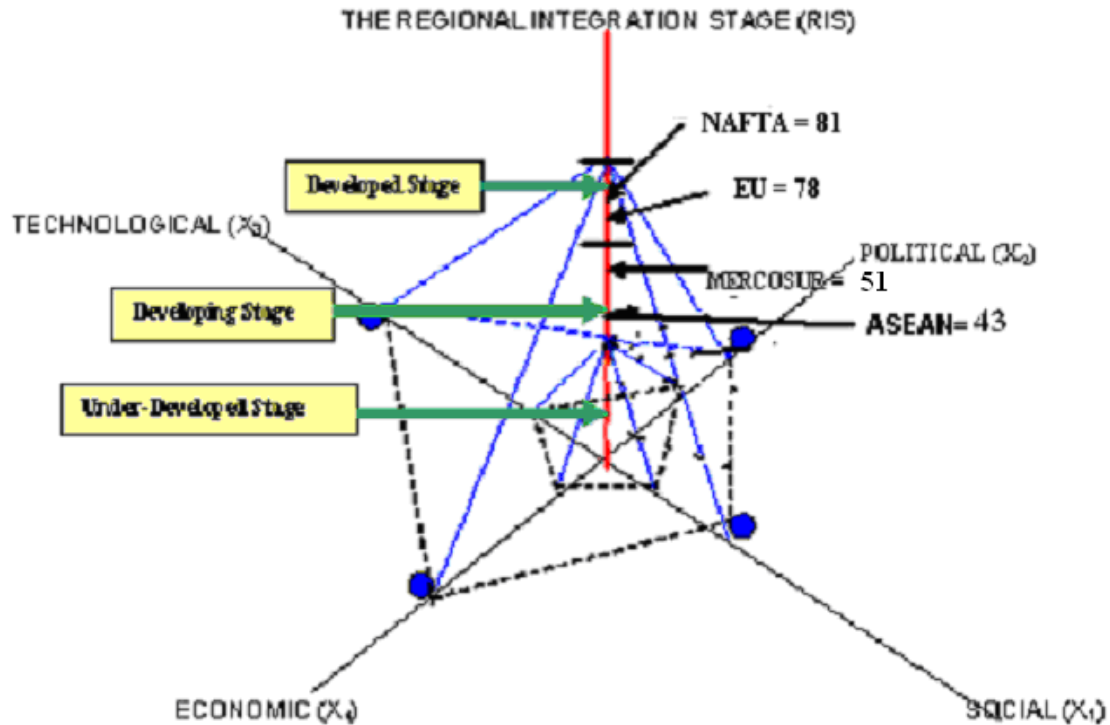 THE REGIONAL INTEGRATION STAGE (RIS)
NAFTA = 81
Developed Stage
EU = 78
TECHNOLOGICAL (X3)
POLITICAL (X2)
MERCOSUR = 51
Developing Stage
ASEAN= 43
Under-Developed Stage
ECONOMIC (X4)
SOCIAL (X1)